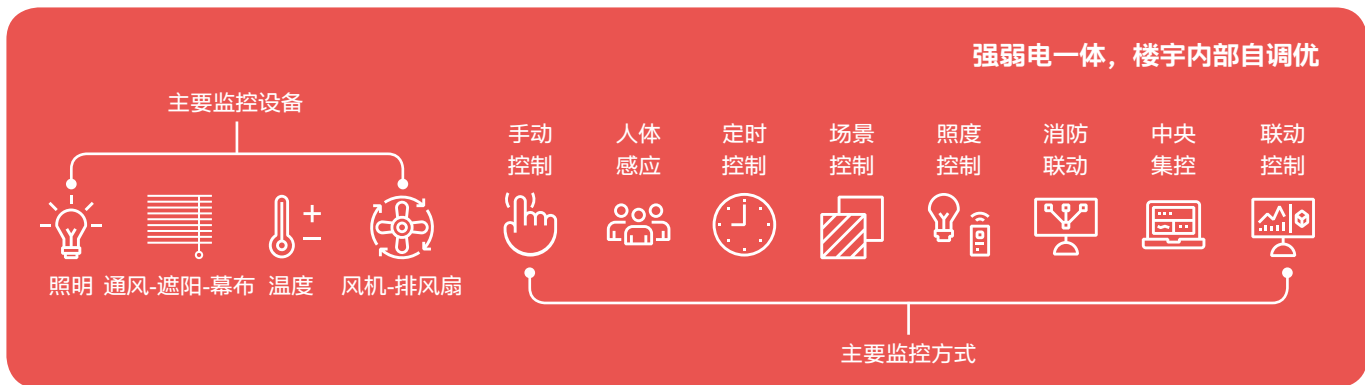 强弱电一体，楼宇内部自调优
主要监控设备
照明 通风-遮阳-幕布 温度 风机-排风扇
手动 人体 定时 场景 照度 消防 中央 联动
控制 感应 控制 控制 控制 联动 集控 控制
主要监控方式